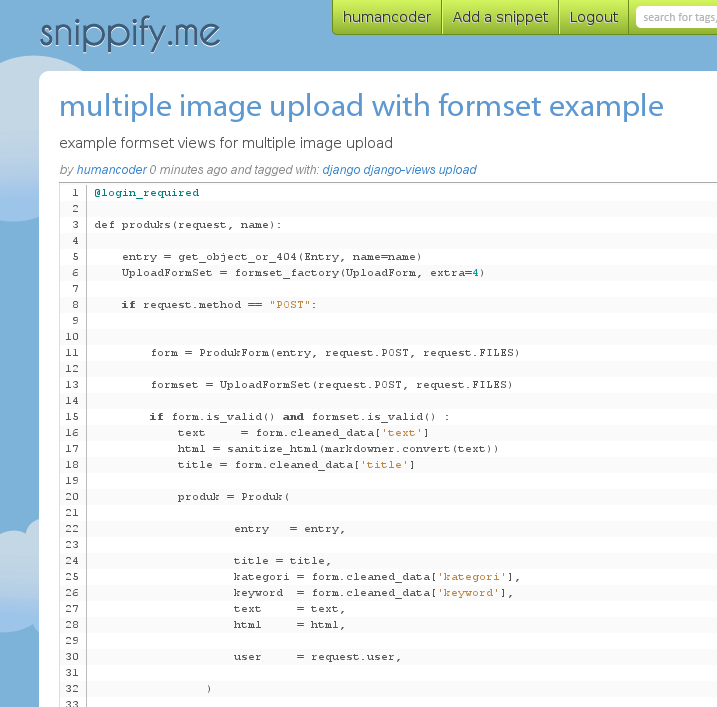 snippify.me
humancoder Add a snippet Logout search for tags,
multiple image upload with formset example
example formset views for multiple image upload
by humancoder 0 minutes ago and tagged with: django django-views upload
1 @login_required
2
3 def produks(request, name):
4
5     entry = get_object_or_404(Entry, name=name)
6     UploadFormSet = formset_factory(UploadForm, extra=4)
7
8     if request.method == "POST":
9
10
11         form = ProdukForm(entry, request.POST, request.FILES)
12
13         formset = UploadFormSet(request.POST, request.FILES)
14
15         if form.is_valid() and formset.is_valid() :
16             text     = form.cleaned_data['text']
17             html = sanitize_html(markdowner.convert(text))
18             title = form.cleaned_data['title']
19
20             produk = Produk(
21
22                     entry   = entry,
23
24                     title = title,
25                     kategori = form.cleaned_data['kategori'],
26                     keyword  = form.cleaned_data['keyword'],
27                     text     = text,
28                     html     = html,
29
30                     user     = request.user,
31
32                 )
33